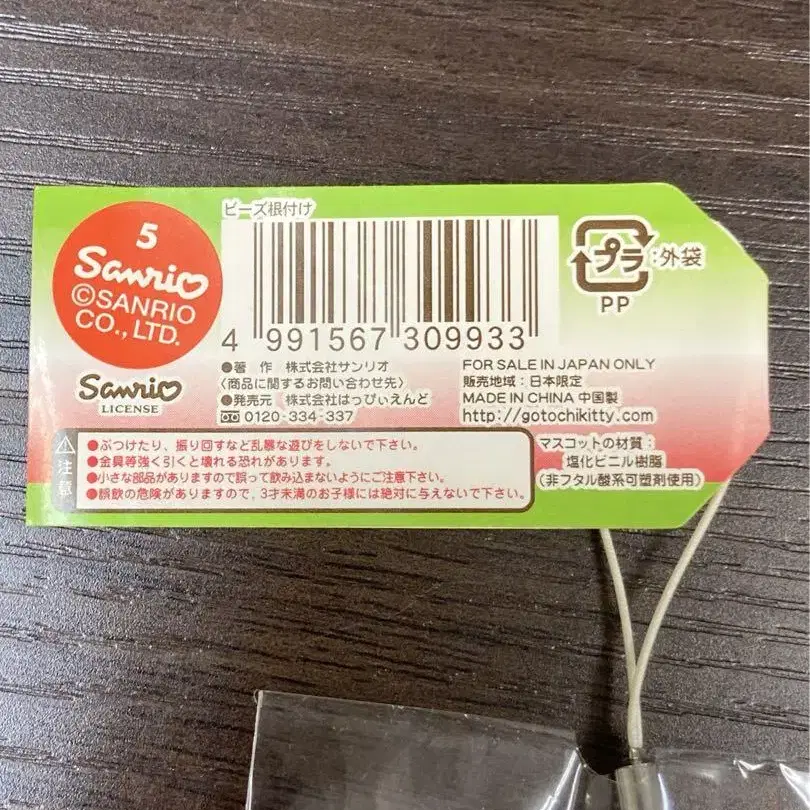 5
Sanrio
©SANRIO
CO., LTD.
Sanrio
LICENSE
ビーズ根付け
4 991567 309933
プラ:外袋
PP
●著 作 株式会社サンリオ
〈商品に関するお問い合わせ先〉
●発売元 株式会社はっぴぃえんど
0120-334-337
FOR SALE IN JAPAN ONLY
販売地域:日本限定
MADE IN CHINA 中国製
http://gotochikitty.com
注意
●ぶつけたり、振り回すなど乱暴な遊びをしないで下さい。
●金具等強く引くと壊れる恐れがあります。
●小さな部品がありますので誤って飲み込まないようにご注意下さい。
●誤飲の危険がありますので、3才未満のお子様には絶対に与えないで下さい。
マスコットの材質:
塩化ビニル樹脂
(非フタル酸系可塑剤使用)